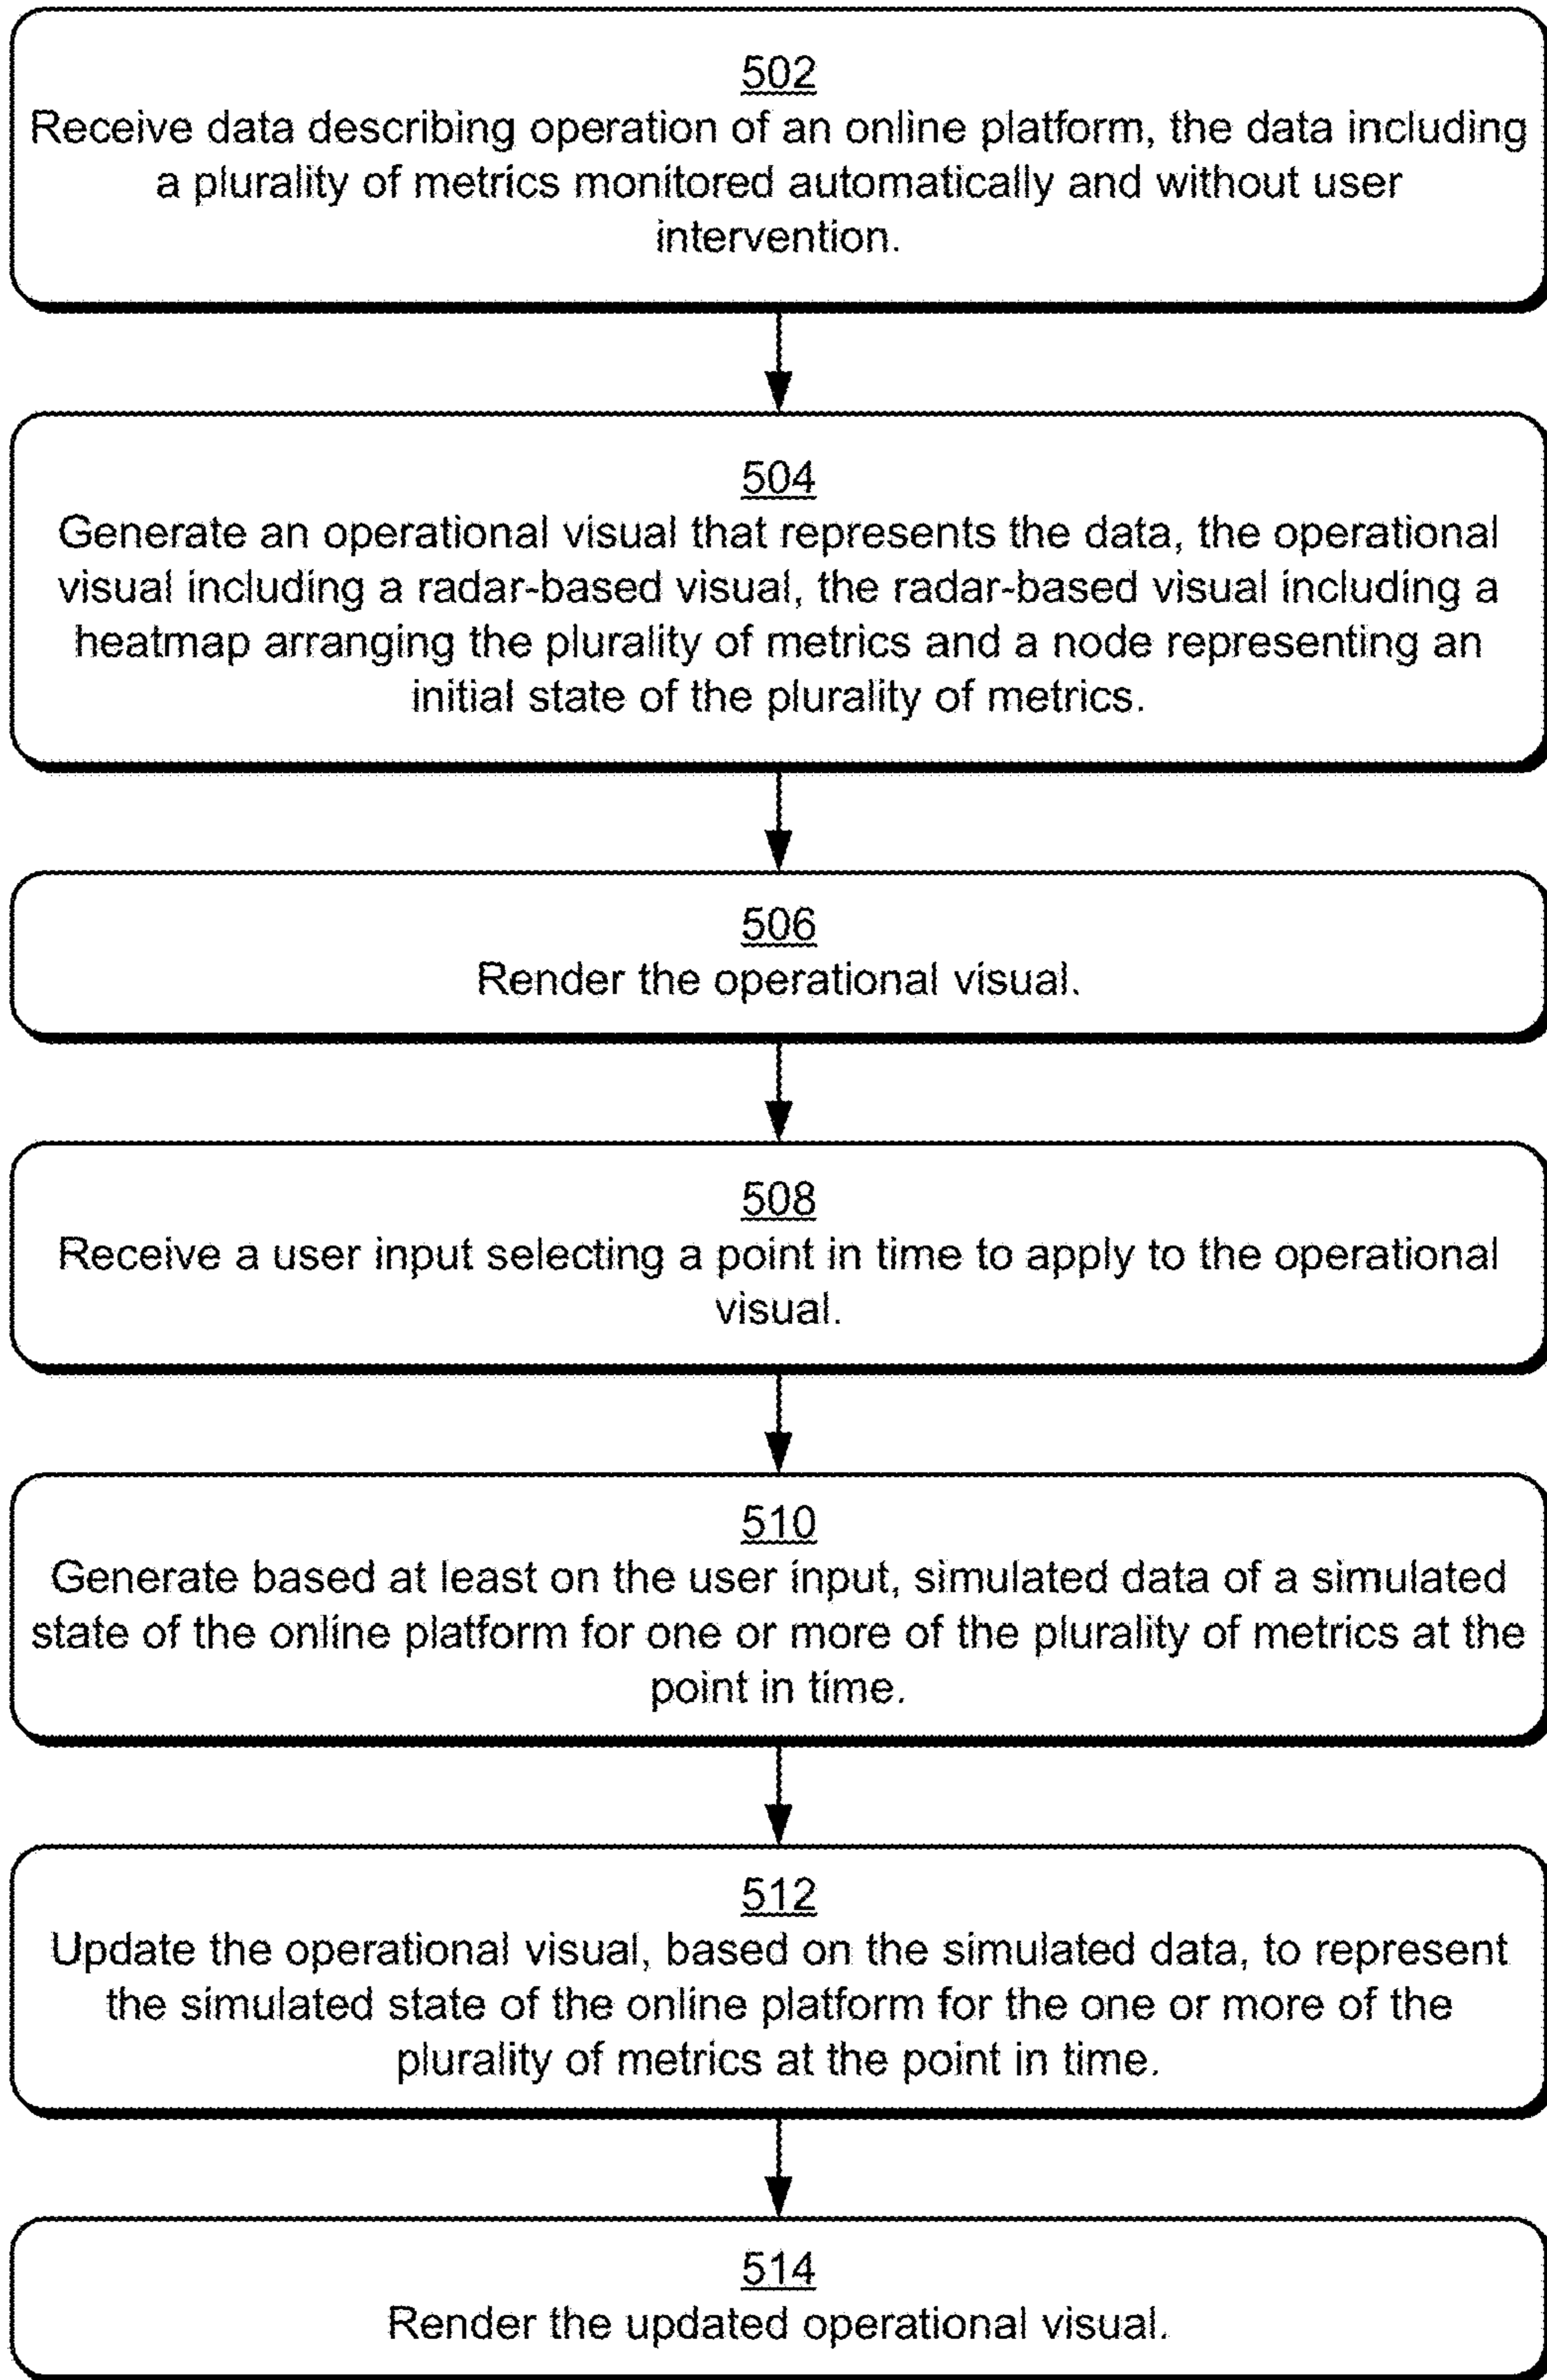 502
Receive data describing operation of an online platform, the data including
a plurality of metrics monitored automatically and without user
intervention.
504
Generate an operational visual that represents the data, the operational
visual including a radar-based visual, the radar-based visual including a
heatmap arranging the plurality of metrics and a node representing an
initial state of the plurality of metrics.
506
Render the operational visual.
508
Receive a user input selecting a point in time to apply to the operational
visual.
510
Generate based at least on the user input, simulated data of a simulated
state of the online platform for one or more of the plurality of metrics at the
point in time.
512
Update the operational visual, based on the simulated data, to represent
the simulated state of the online platform for the one or more of the
plurality of metrics at the point in time.
514
Render the updated operational visual.